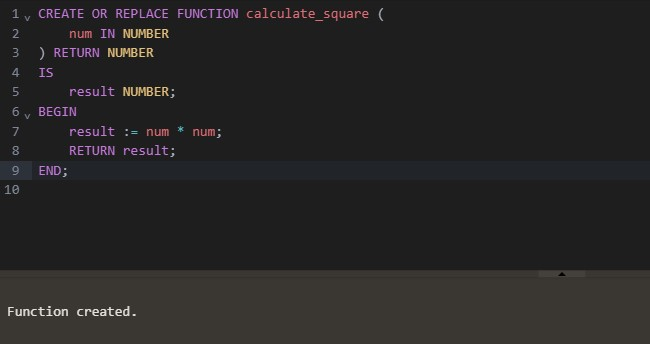 1 CREATE OR REPLACE FUNCTION calculate_square (
2     num IN NUMBER
3 ) RETURN NUMBER
4 IS
5     result NUMBER;
6 BEGIN
7     result := num * num;
8     RETURN result;
9 END;
10
Function created.